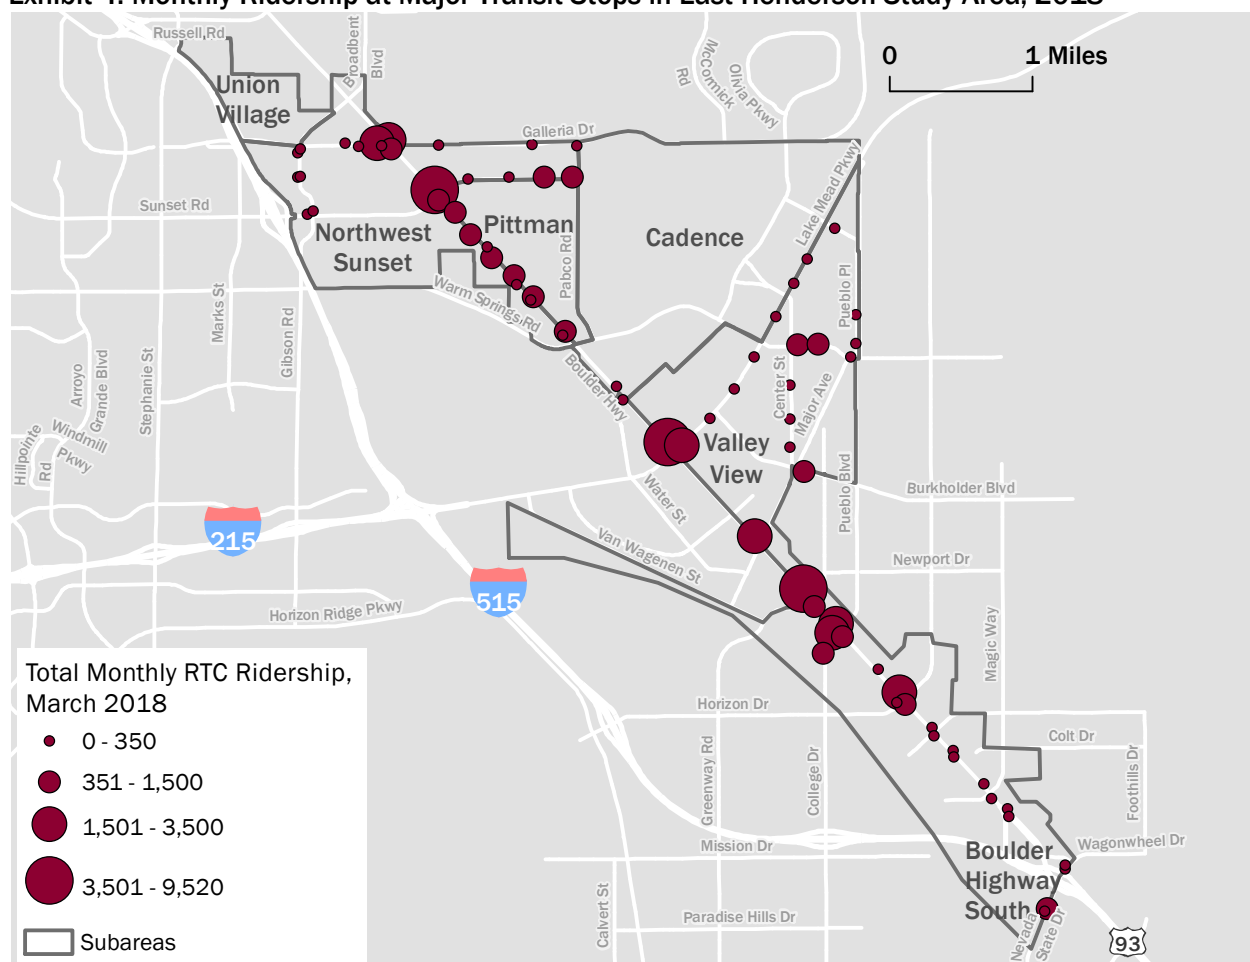 Exhibit 4. Monthly Ridership at Major Transit Stops in East Henderson Study Area, 2018
Russell Rd
Broadbent
Blvd
McCormick
Rd
Olivia Pkwy
0 1 Miles
Union
Village
Galleria Dr
Lake Mead Pkwy
Sunset Rd
Northwest
Sunset
Pittman
Cadence
Pabco Rd
Pueblo Pl
Warm Springs Rd
Marks St
Gibson Rd
Stephanie St
Arroyo
Grande Blvd
Boulder Hwy
Center St
Major Ave
Hillpointe
Rd
Windmill
Pkwy
Valley
View
Water St
Pueblo Blvd
Burkholder Blvd
215
Van Wagenen St
Newport Dr
515
Horizon Ridge Pkwy
Magic Way
Total Monthly RTC Ridership,
March 2018
0 - 350
351 - 1,500
1,501 - 3,500
3,501 - 9,520
Subareas
Horizon Dr
Colt Dr
Greenway Rd
College Dr
Foothills Dr
Mission Dr
Wagonwheel Dr
Boulder
Highway
South
Calvert St
Paradise Hills Dr
Nevada
State Dr
93